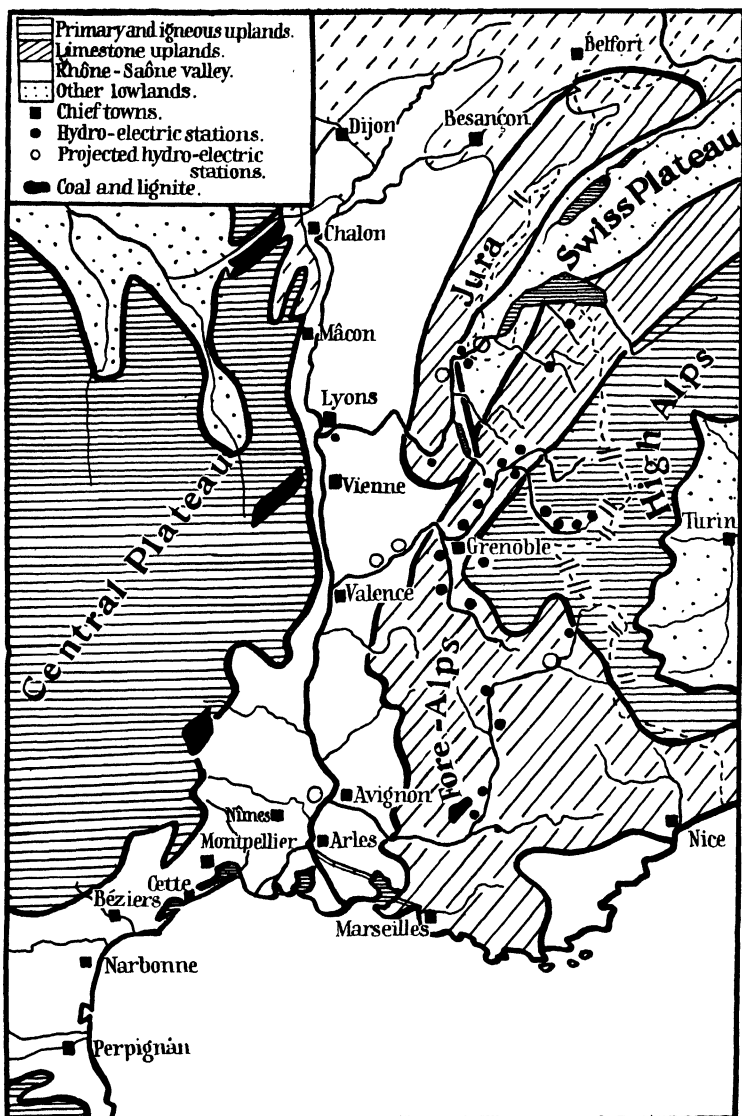 Primary and igneous uplands.
Limestone uplands.
Rhône-Saône valley.
Other lowlands.
Chief towns.
Hydro-electric stations.
Projected hydro-electric
stations.
Coal and lignite.
Belfort
Dijon
Besançon
Swiss Plateau
Chalon
Jura
Mâcon
Lyons
High Alps
Vienne
Central Plateau
Turin
Grenoble
Valence
Fore-Alps
Avignon
Nîmes
Arles
Nice
Montpellier
Cette
Béziers
Marseilles
Narbonne
Perpignan